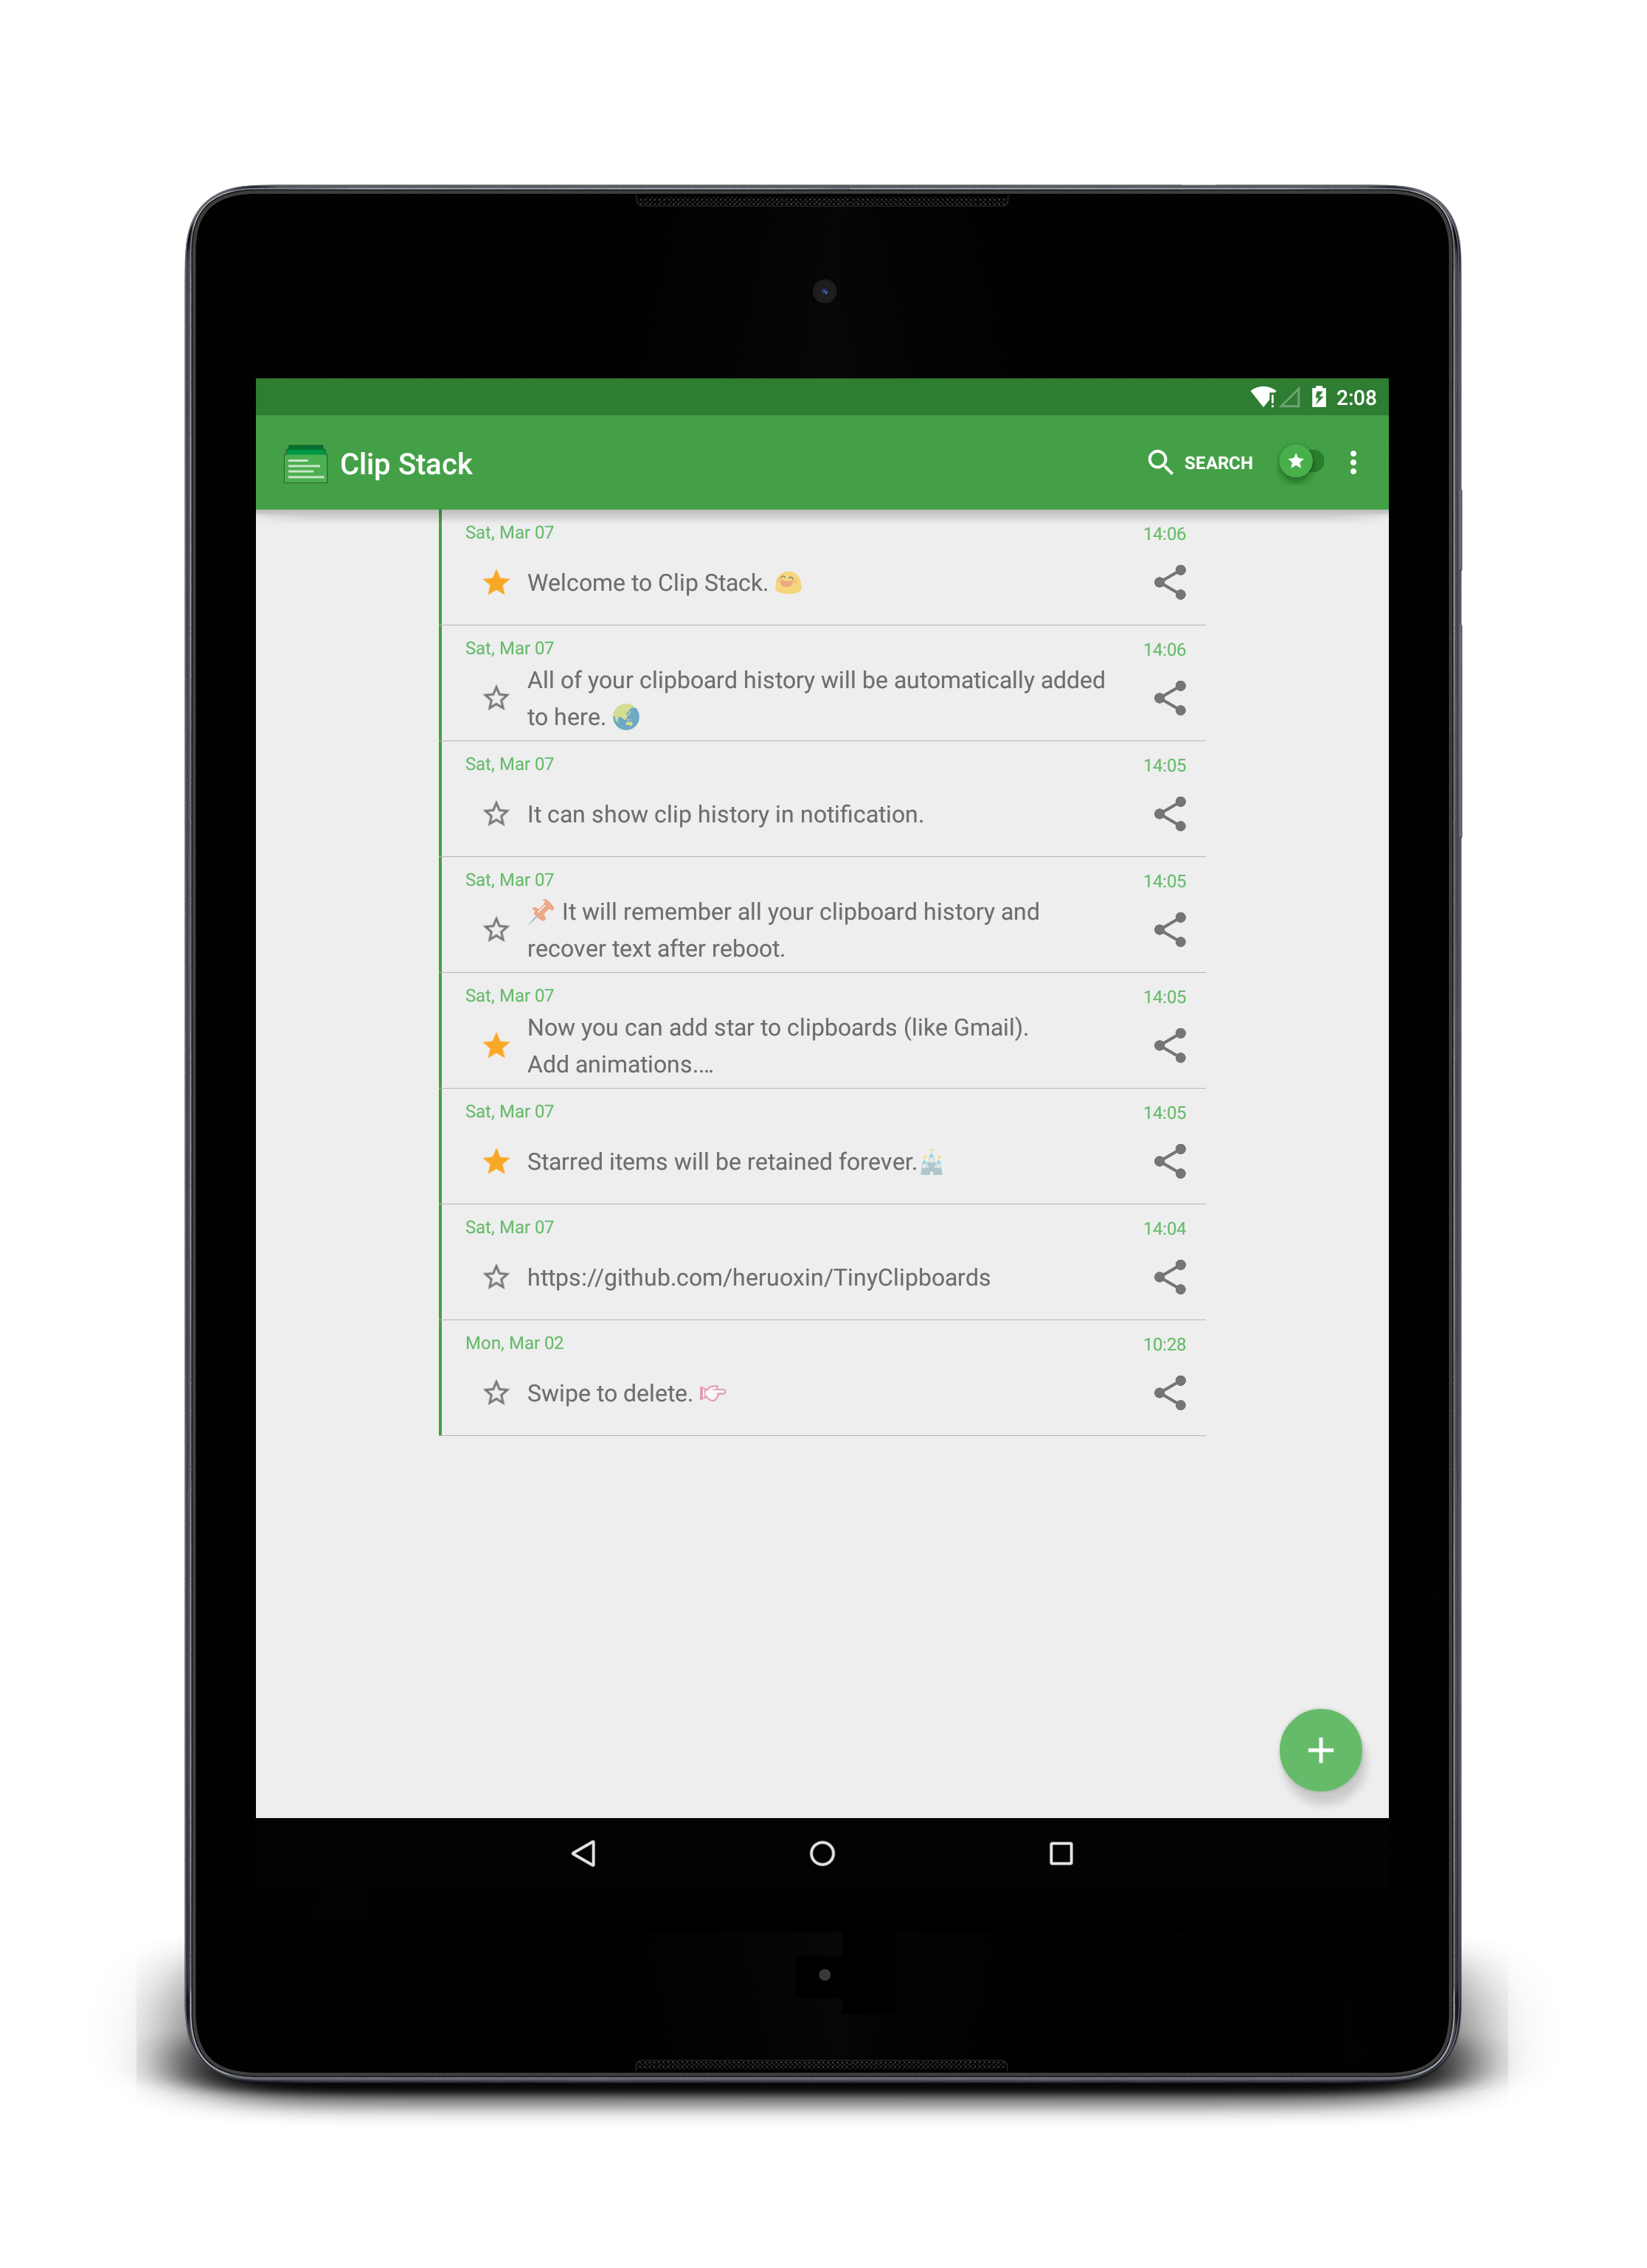 2:08
Clip Stack
SEARCH
Sat, Mar 07 14:06
Welcome to Clip Stack. 😄
Sat, Mar 07 14:06
All of your clipboard history will be automatically added
to here. 🌏
Sat, Mar 07 14:05
It can show clip history in notification.
Sat, Mar 07 14:05
📌 It will remember all your clipboard history and
recover text after reboot.
Sat, Mar 07 14:05
Now you can add star to clipboards (like Gmail).
Add animations....
Sat, Mar 07 14:05
Starred items will be retained forever.🏰
Sat, Mar 07 14:04
https://github.com/heruoxin/TinyClipboards
Mon, Mar 02 10:28
Swipe to delete. 👉